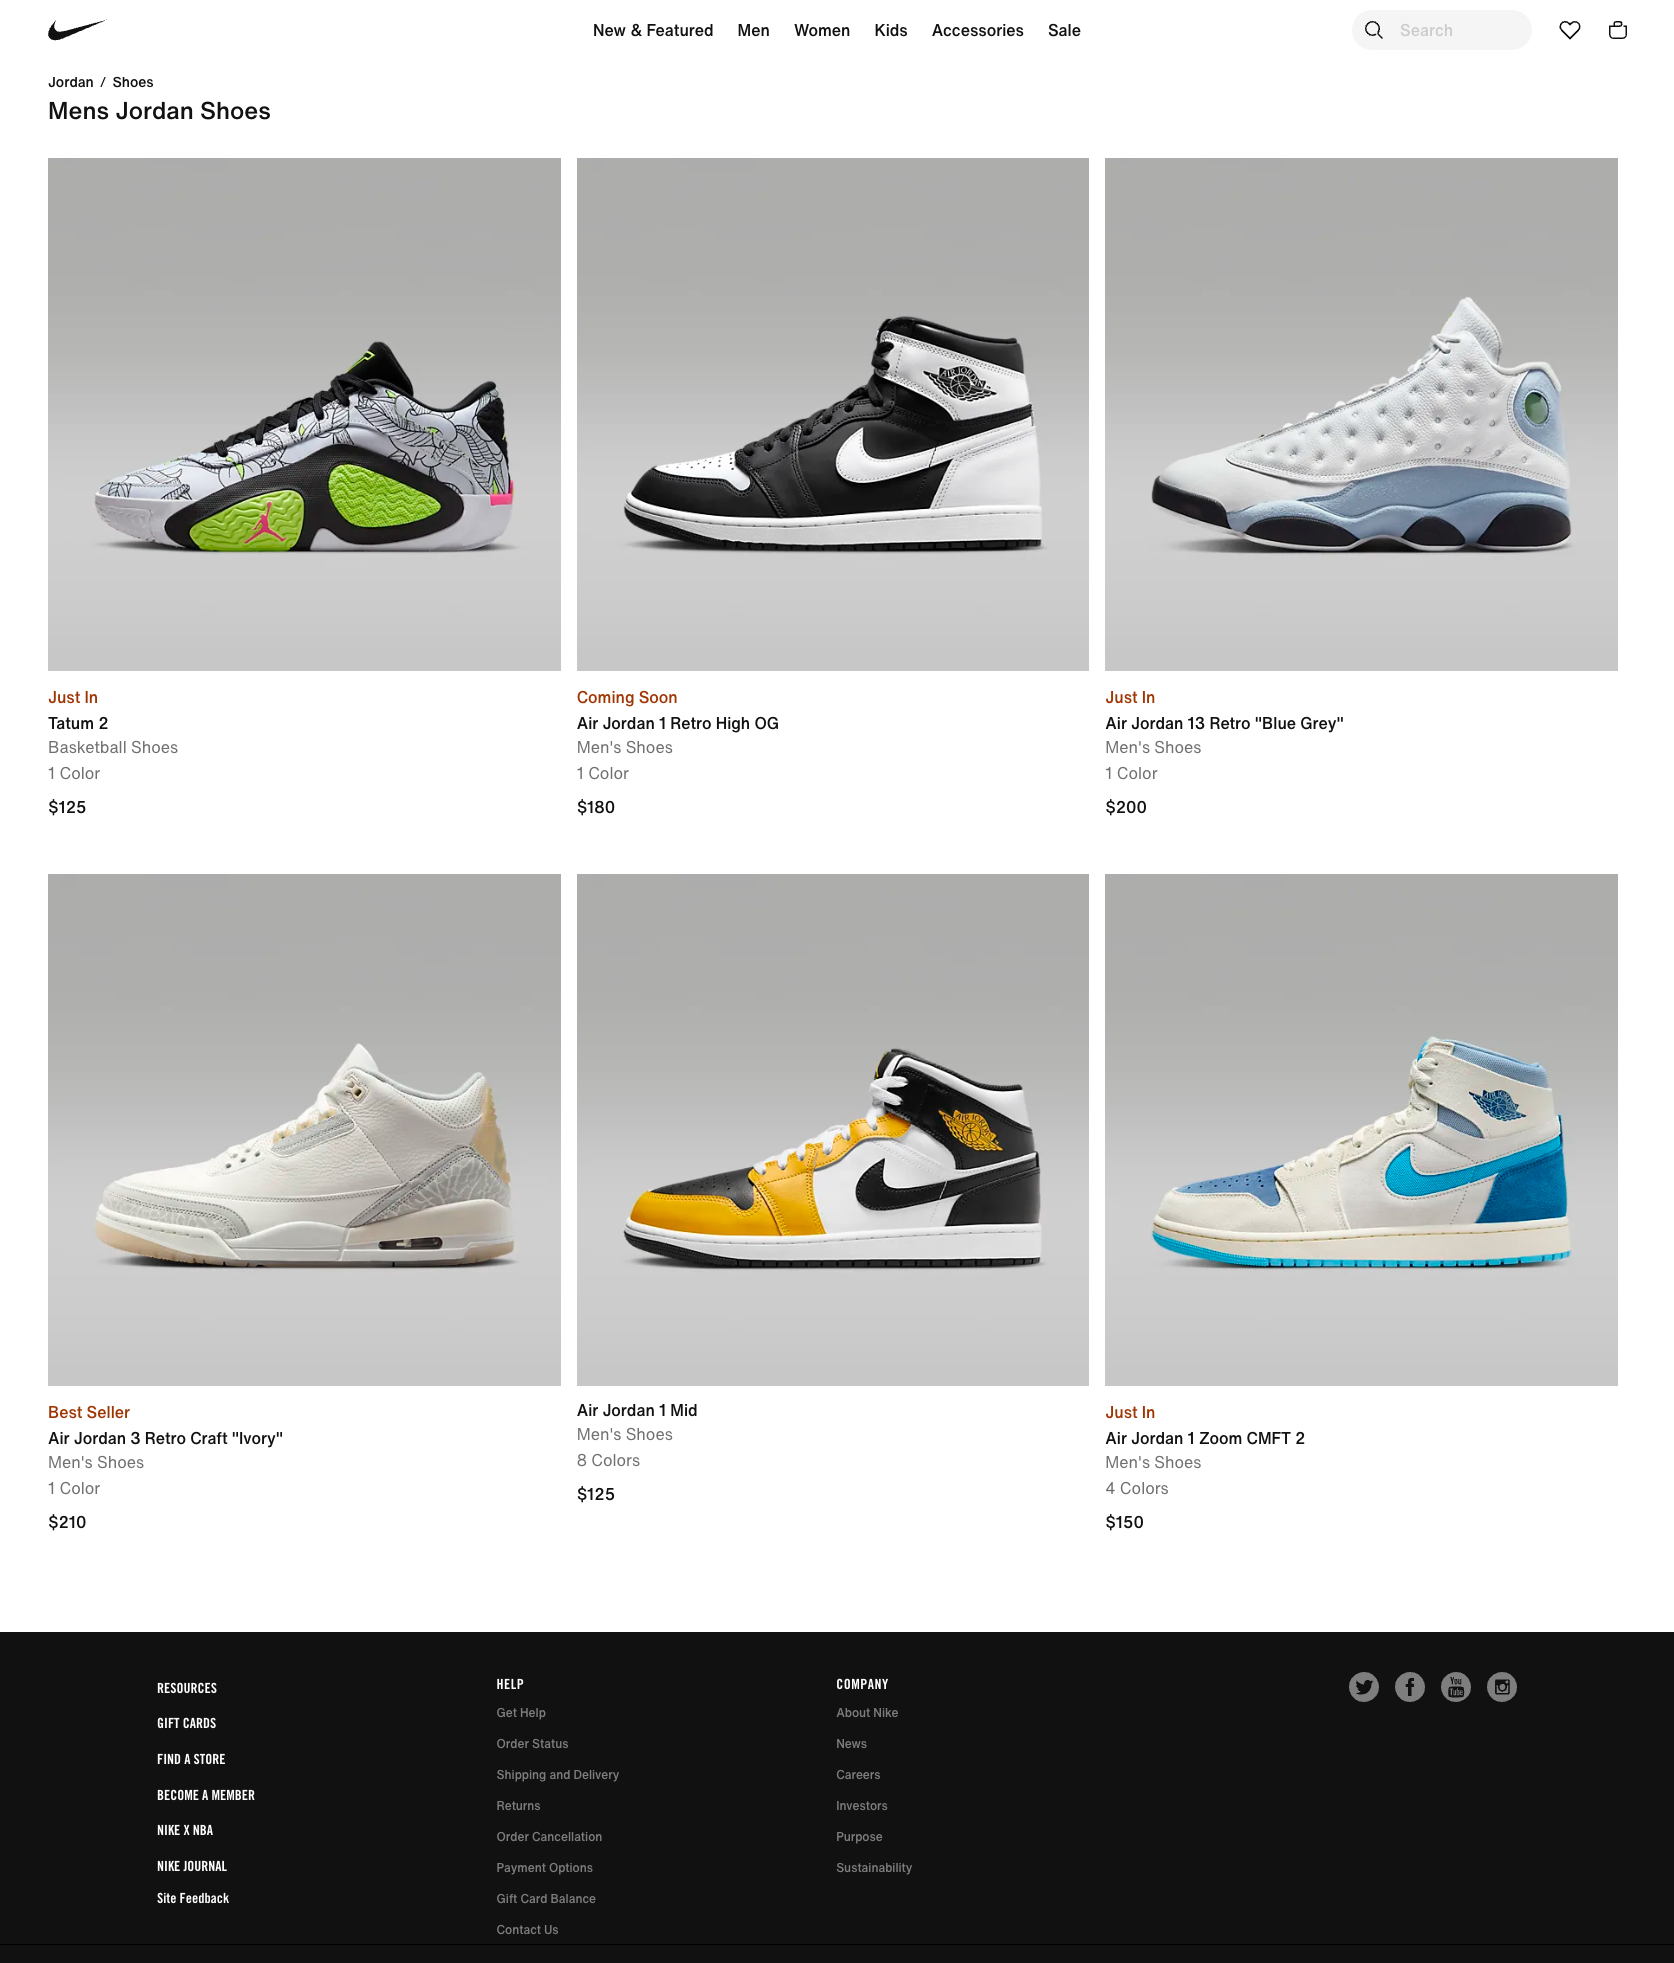 New & Featured Men Women Kids Accessories Sale Search
Jordan / Shoes
Mens Jordan Shoes
AIR JORDAN
Just In
Tatum 2
Basketball Shoes
1 Color
$125
Coming Soon
Air Jordan 1 Retro High OG
Men's Shoes
1 Color
$180
Just In
Air Jordan 13 Retro "Blue Grey"
Men's Shoes
1 Color
$200
AIR JORDAN
Best Seller
Air Jordan 3 Retro Craft "Ivory"
Men's Shoes
1 Color
$210
Air Jordan 1 Mid
Men's Shoes
8 Colors
$125
Just In
Air Jordan 1 Zoom CMFT 2
Men's Shoes
4 Colors
$150
RESOURCES
GIFT CARDS
FIND A STORE
BECOME A MEMBER
NIKE X NBA
NIKE JOURNAL
Site Feedback
HELP
Get Help
Order Status
Shipping and Delivery
Returns
Order Cancellation
Payment Options
Gift Card Balance
Contact Us
COMPANY
About Nike
News
Careers
Investors
Purpose
Sustainability
You
Tube